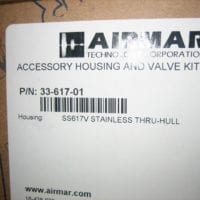 AIRMAR
TECHNOLOGY CORPORATION
ACCESSORY HOUSING AND VALVE KIT
P/N: 33-617-01
Housing: SS617V STAINLESS THRU-HULL
www.airmar.com